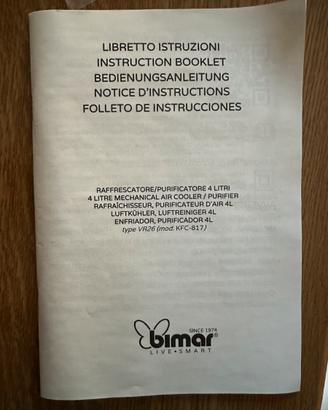 LIBRETTO ISTRUZIONI
INSTRUCTION BOOKLET
BEDIENUNGSANLEITUNG
NOTICE D'INSTRUCTIONS
FOLLETO DE INSTRUCCIONES
RAFFRESCATORE/PURIFICATORE 4 LITRI
4 LITRE MECHANICAL AIR COOLER / PURIFIER
RAFRAÎCHISSEUR, PURIFICATEUR D'AIR 4L
LUFTKÜHLER, LUFTREINIGER 4L
ENFRIADOR, PURIFICADOR 4L
type VR26 (mod. KFC-817)
SINCE 1974
bimar®
LIVE•SMART